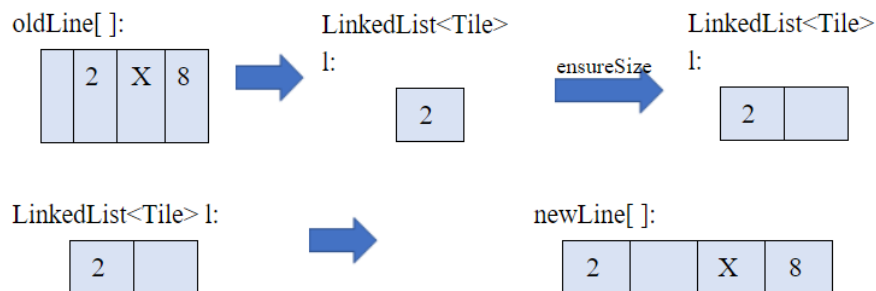 oldLine[ ]:
2 X 8
LinkedList<Tile>
l:
2
ensureSize
LinkedList<Tile>
l:
2
LinkedList<Tile> l:
2
newLine[ ]:
2 X 8